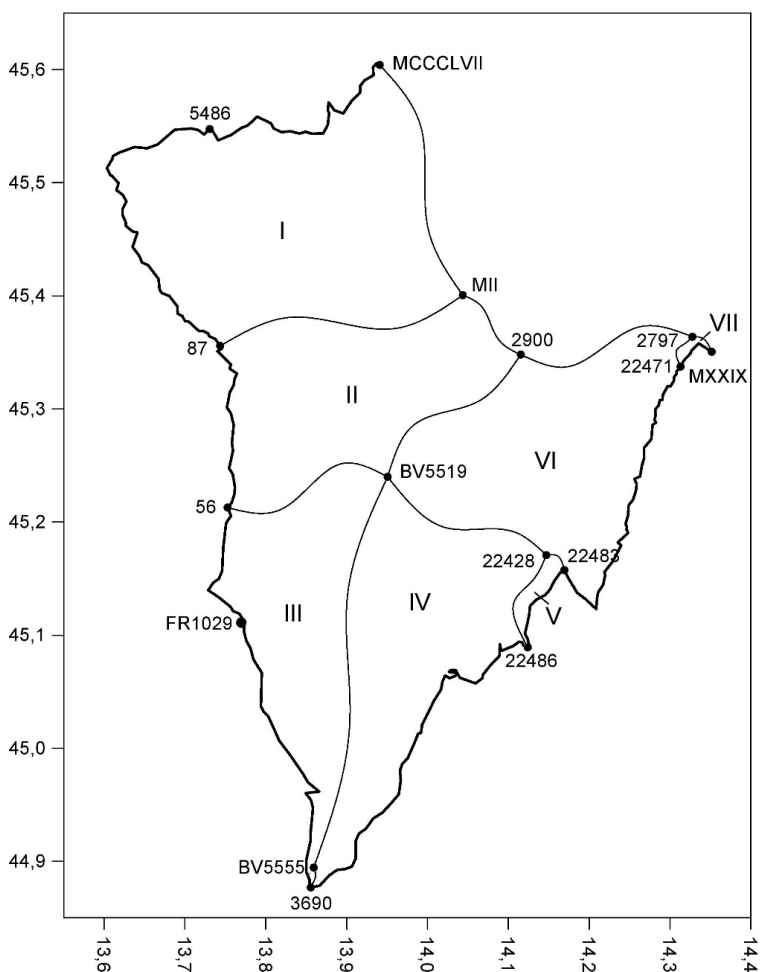 45,6
MCCCLVII
5486
45,5
I
45,4
MII
2900
2797
VII
87
22471
MXXIX
II
45,3
BV5519
VI
56
45,2
22428
22483
IV
III
V
FR1029
45,1
22486
45,0
44,9
BV5555
3690
13,6
13,7
13,8
13,9
14,0
14,1
14,2
14,3
14,4